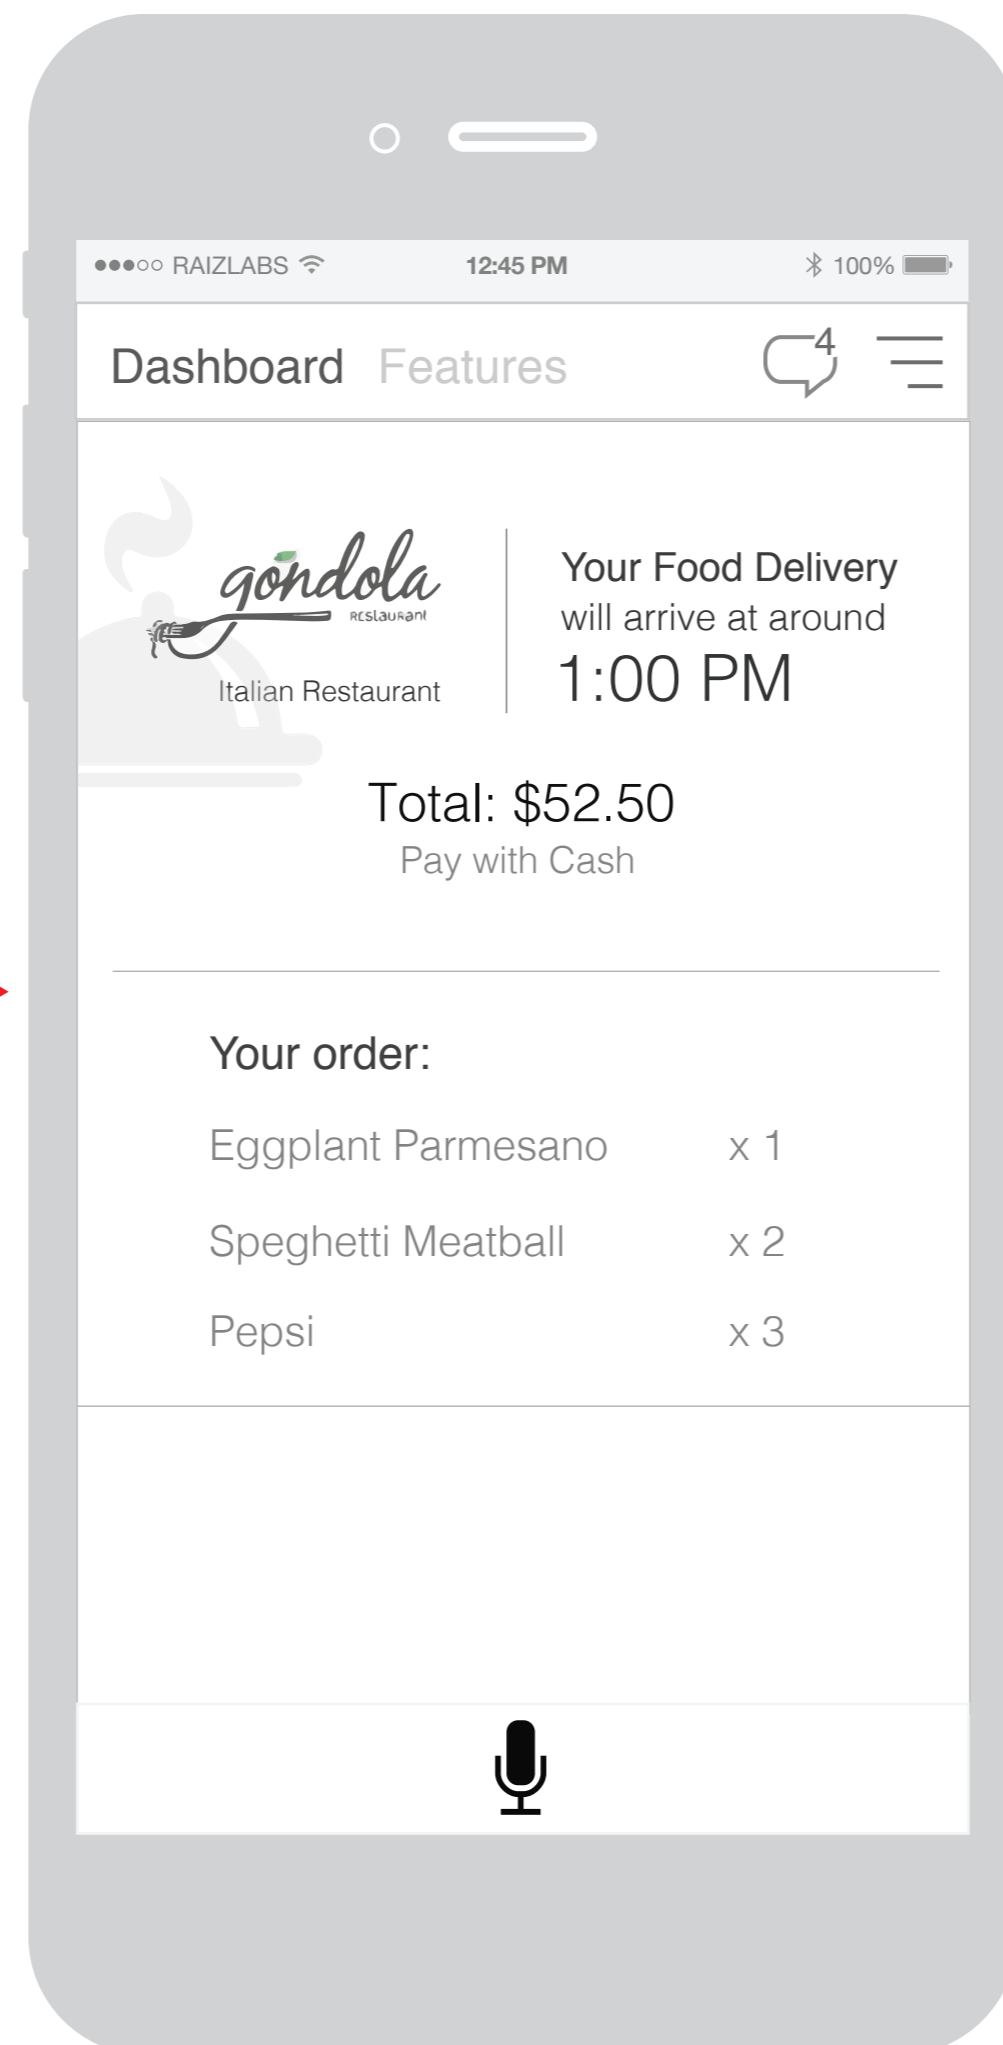 RAIZLABS 12:45 PM 100%
Dashboard Features 4
gondola
Restaurant
Italian Restaurant
Your Food Delivery
will arrive at around
1:00 PM
Total: $52.50
Pay with Cash
Your order:
Eggplant Parmesano x 1
Speghetti Meatball x 2
Pepsi x 3